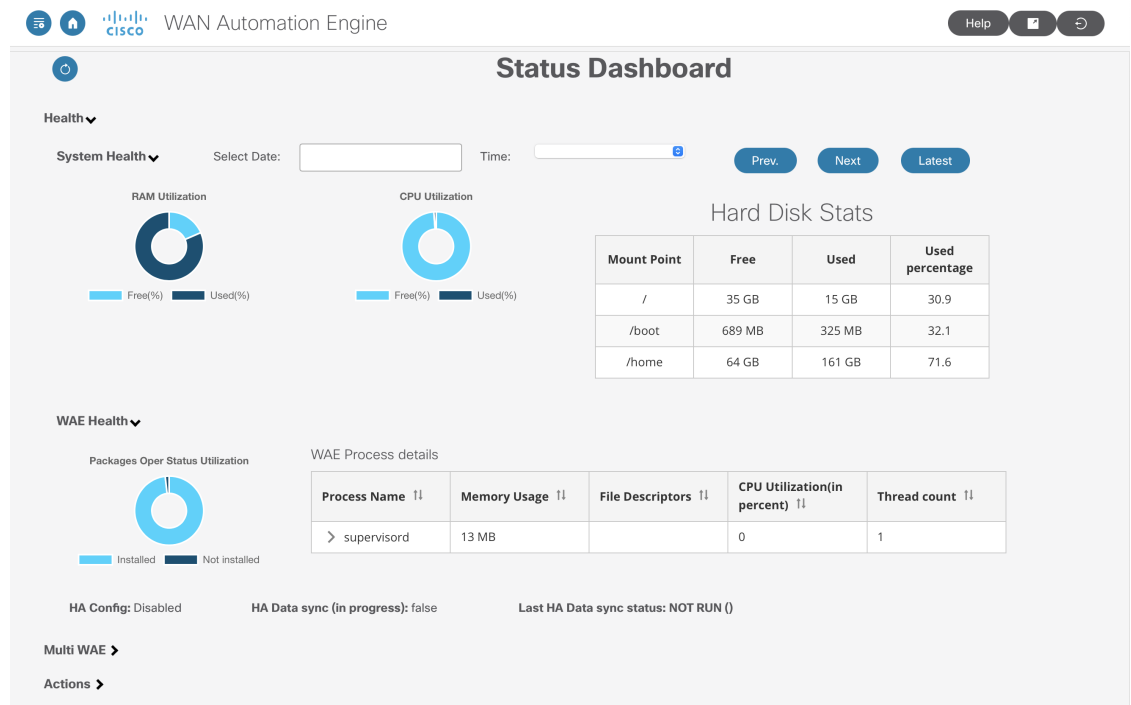 CISCO WAN Automation Engine Help
Status Dashboard
Health
System Health Select Date: Time: Prev. Next Latest
RAM Utilization
Free(%) Used(%)
CPU Utilization
Free(%) Used(%)
Hard Disk Stats
Mount Point Free Used Used percentage
/ 35 GB 15 GB 30.9
/boot 689 MB 325 MB 32.1
/home 64 GB 161 GB 71.6
WAE Health
Packages Oper Status Utilization
Installed Not installed
WAE Process details
Process Name Memory Usage File Descriptors CPU Utilization(in percent) Thread count
supervisord 13 MB 0 1
HA Config: Disabled HA Data sync (in progress): false Last HA Data sync status: NOT RUN ()
Multi WAE
Actions